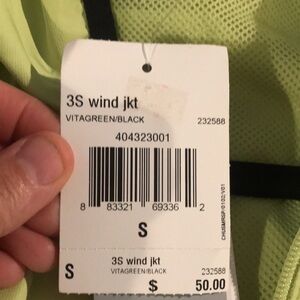 3S wind jkt
VITAGREEN/BLACK 232588
404323001
8 83321 69336 2
S
3S wind jkt
S VITAGREEN/BLACK 232588
$ 50.00